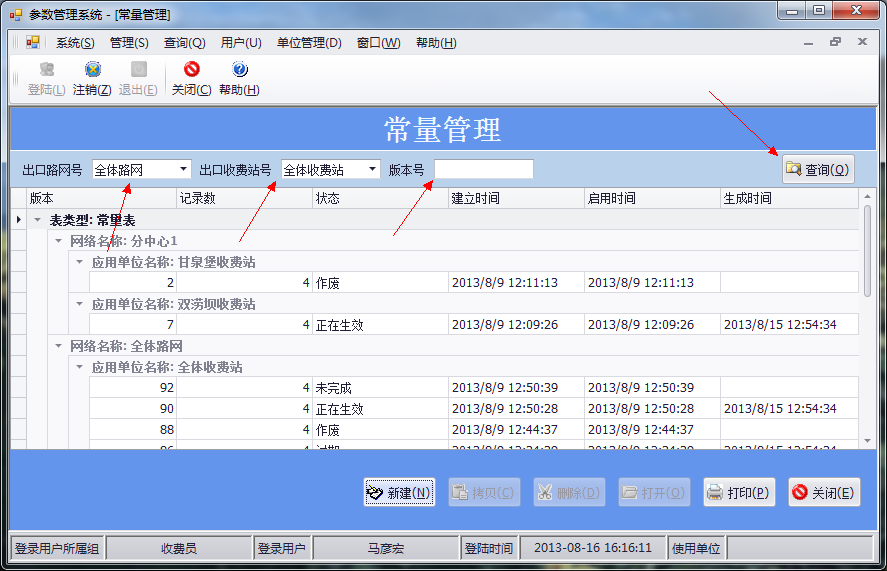 参数管理系统 - [常量管理]
系统(S) 管理(S) 查询(Q) 用户(U) 单位管理(D) 窗口(W) 帮助(H)
登陆(L) 注销(Z) 退出(E) 关闭(C) 帮助(H)
常量管理
出口路网号 全体路网 出口收费站号 全体收费站 版本号 查询(Q)
版本 记录数 状态 建立时间 启用时间 生成时间
表类型: 常量表
网络名称: 分中心1
应用单位名称: 甘泉堡收费站
2 4 作废 2013/8/9 12:11:13 2013/8/9 12:11:13
应用单位名称: 双涝坝收费站
7 4 正在生效 2013/8/9 12:09:26 2013/8/9 12:09:26 2013/8/15 12:54:34
网络名称: 全体路网
应用单位名称: 全体收费站
92 4 未完成 2013/8/9 12:50:39 2013/8/9 12:50:39
90 4 正在生效 2013/8/9 12:50:28 2013/8/9 12:50:28 2013/8/15 12:54:34
88 4 作废 2013/8/9 12:44:37 2013/8/9 12:44:37
新建(N) 拷贝(C) 删除(D) 打开(O) 打印(P) 关闭(E)
登录用户所属组 收费员 登录用户 马彦宏 登陆时间 2013-08-16 16:16:11 使用单位